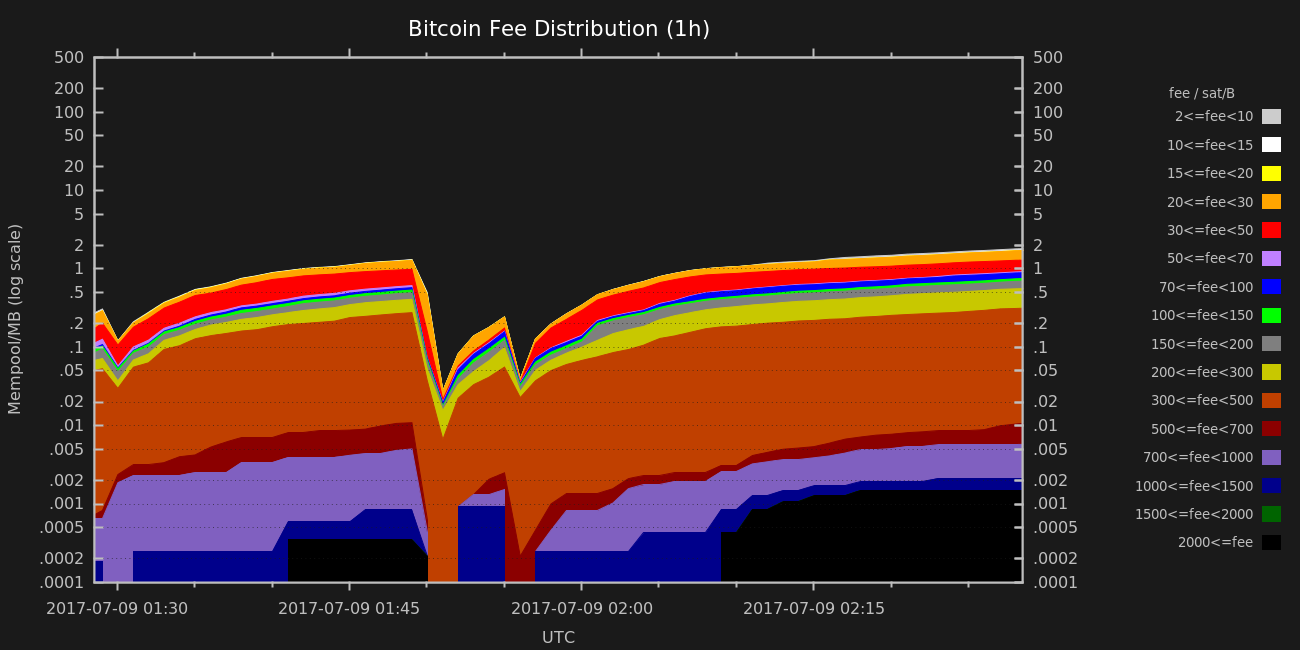 Bitcoin Fee Distribution (1h)
500
200
100
50
20
10
5
2
1
.5
.2
.1
.05
.02
.01
.005
.002
.001
.0005
.0002
.0001
Mempool/MB (log scale)
500
200
100
50
20
10
5
2
1
.5
.2
.1
.05
.02
.01
.005
.002
.001
.0005
.0002
.0001
2017-07-09 01:30
2017-07-09 01:45
2017-07-09 02:00
2017-07-09 02:15
UTC
fee / sat/B
2<=fee<10
10<=fee<15
15<=fee<20
20<=fee<30
30<=fee<50
50<=fee<70
70<=fee<100
100<=fee<150
150<=fee<200
200<=fee<300
300<=fee<500
500<=fee<700
700<=fee<1000
1000<=fee<1500
1500<=fee<2000
2000<=fee